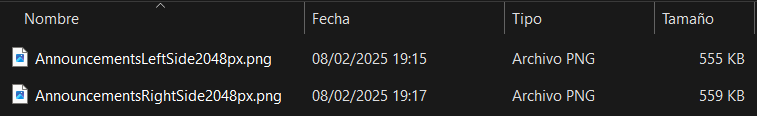 Nombre Fecha Tipo Tamaño
AnnouncementsLeftSide2048px.png 08/02/2025 19:15 Archivo PNG 555 KB
AnnouncementsRightSide2048px.png 08/02/2025 19:17 Archivo PNG 559 KB